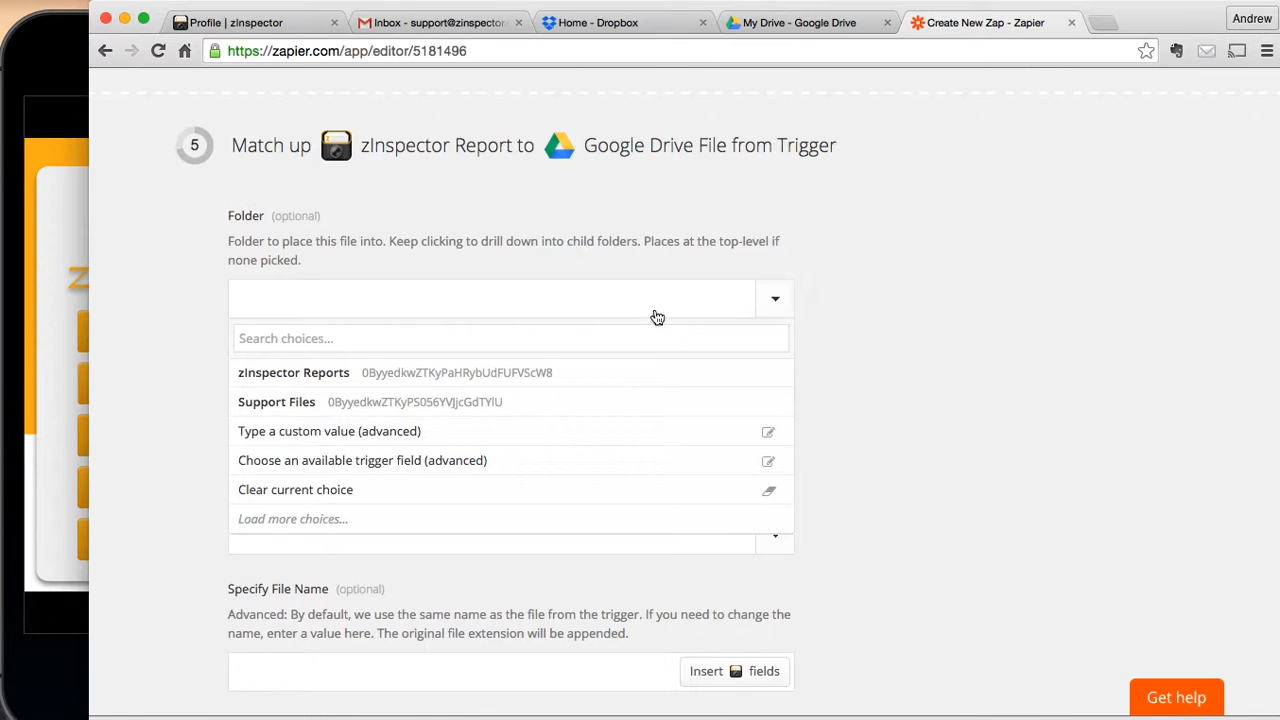 Profile | zInspector
Inbox - support@zinspector
Home - Dropbox
My Drive - Google Drive
Create New Zap - Zapier
Andrew
https://zapier.com/app/editor/5181496
5 Match up zInspector Report to Google Drive File from Trigger
Folder (optional)
Folder to place this file into. Keep clicking to drill down into child folders. Places at the top-level if
none picked.
Search choices...
zInspector Reports 0ByyedkwZTKyPaHRybUdFUFVScW8
Support Files 0ByyedkwZTKyPS056YVJjcGdTYlU
Type a custom value (advanced)
Choose an available trigger field (advanced)
Clear current choice
Load more choices...
Specify File Name (optional)
Advanced: By default, we use the same name as the file from the trigger. If you need to change the
name, enter a value here. The original file extension will be appended.
Insert fields
Get help